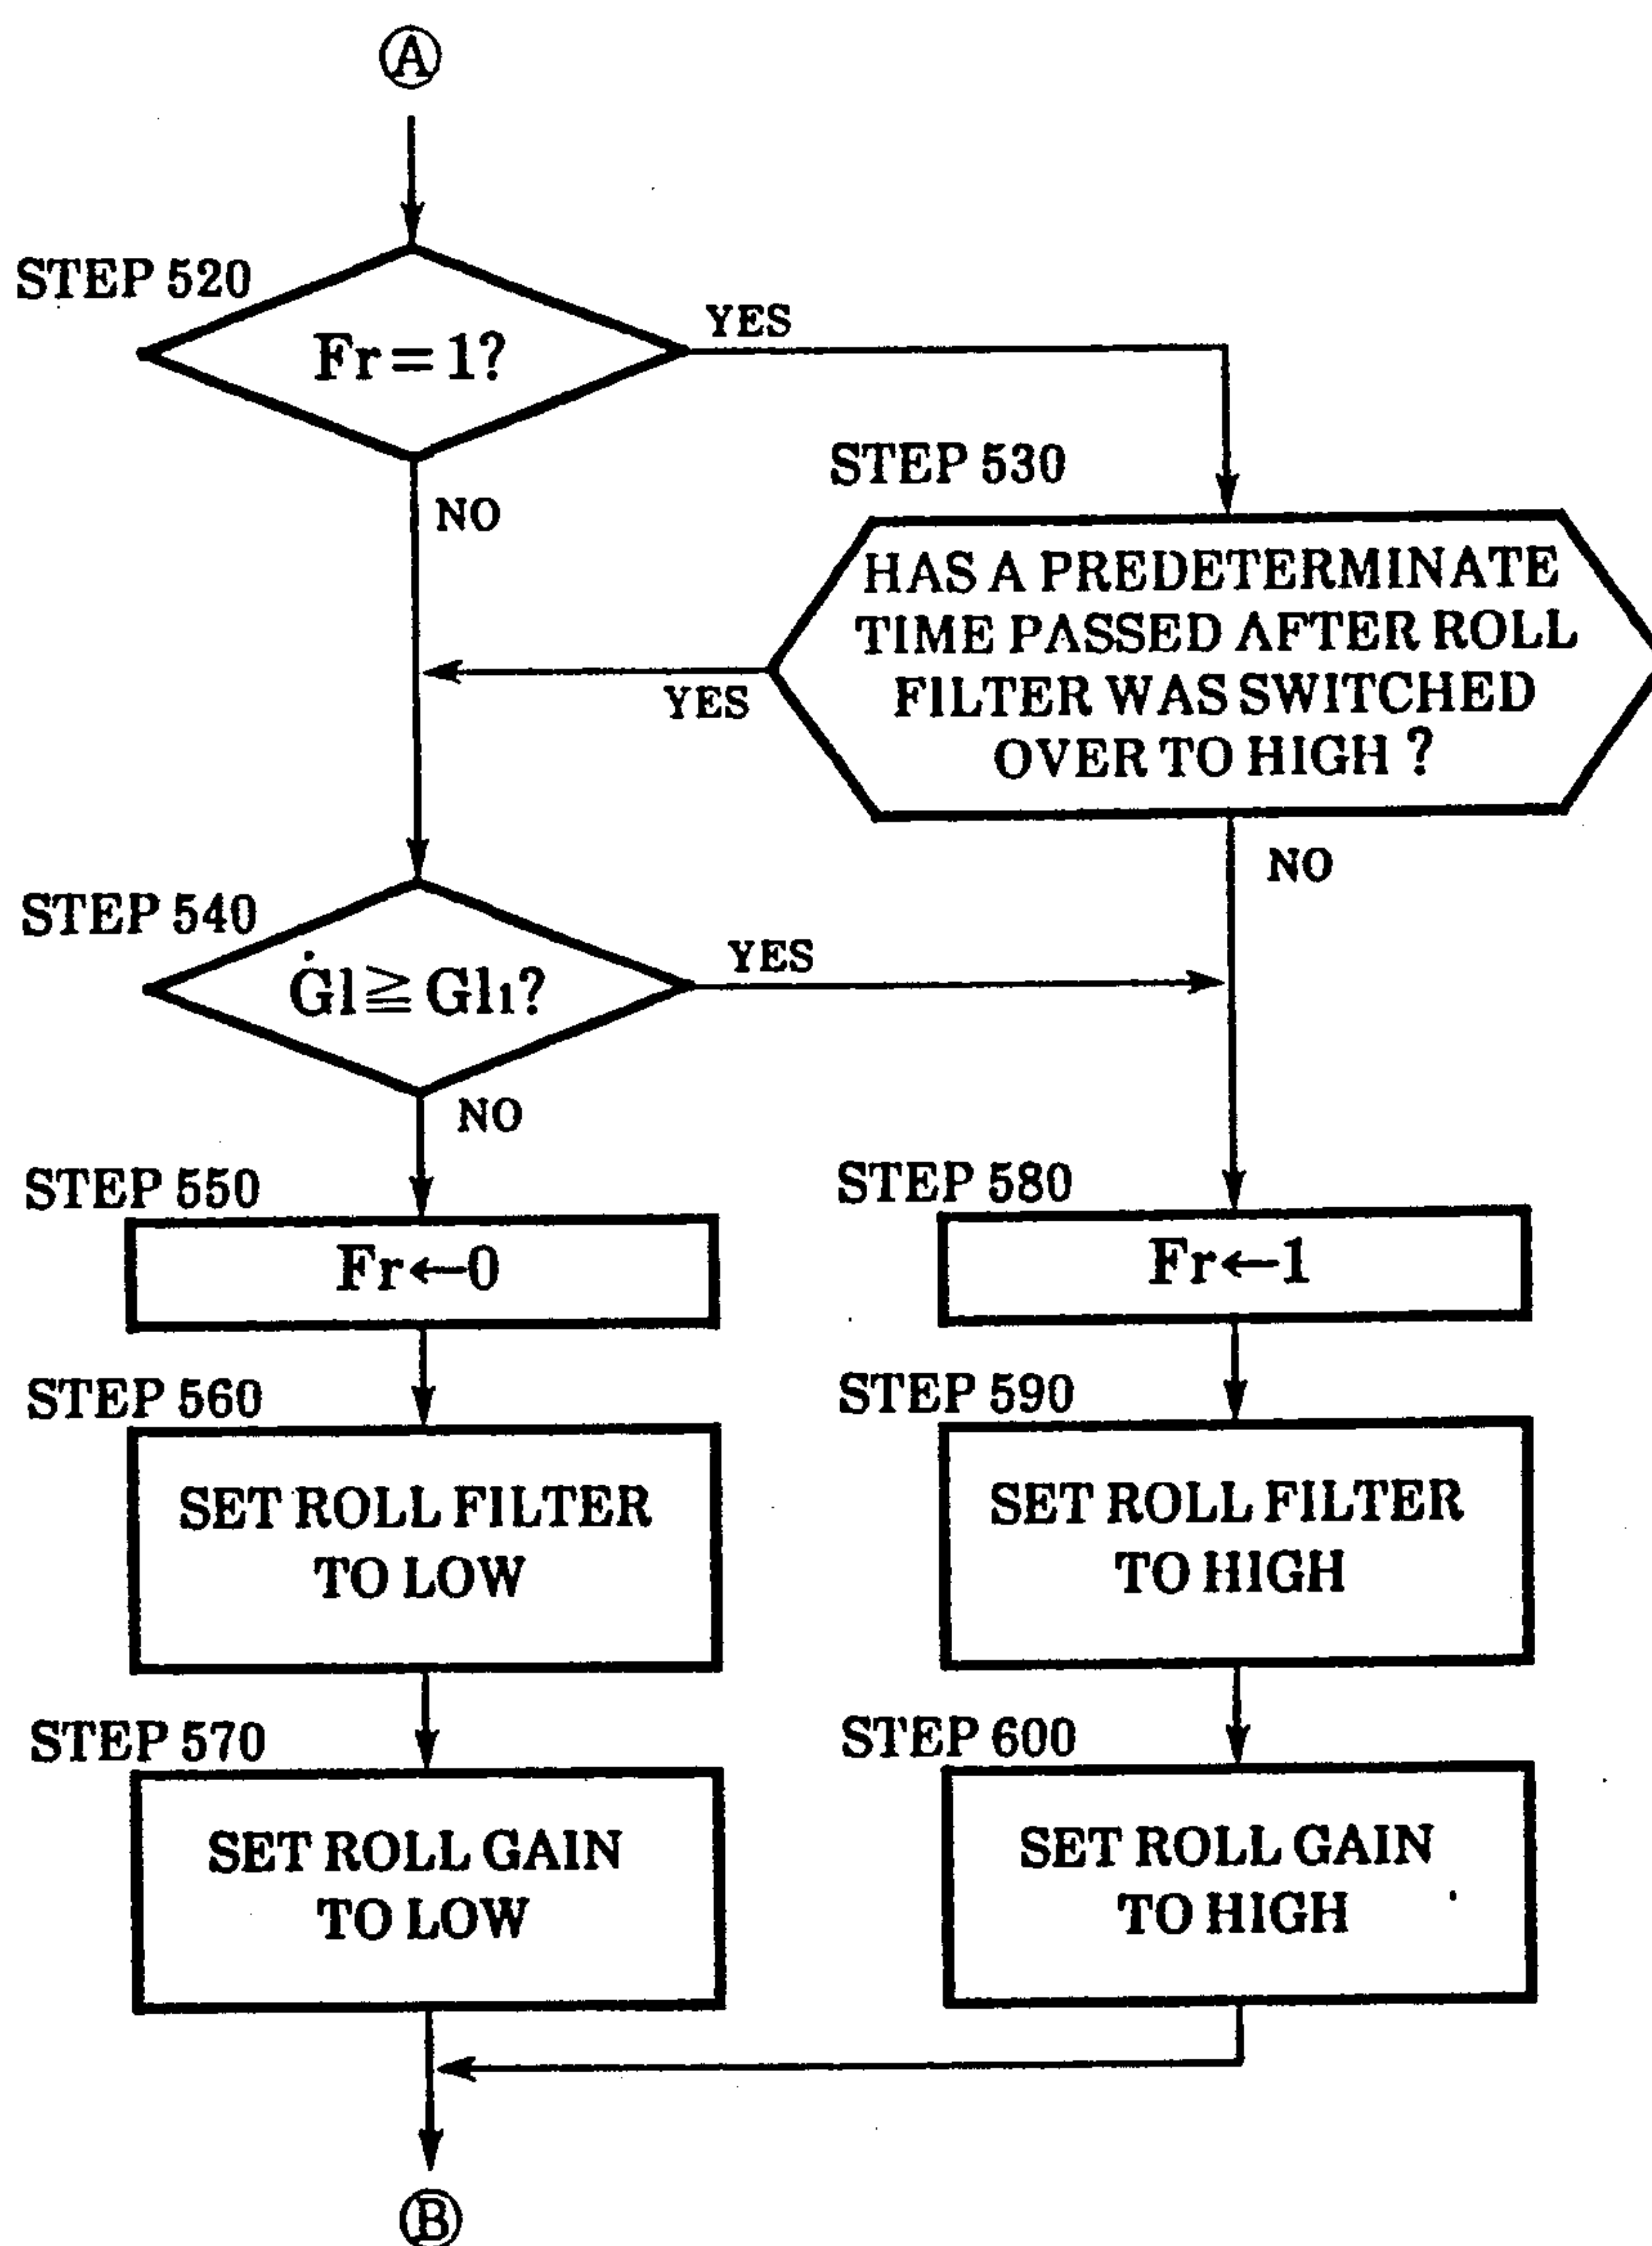 Ⓐ
STEP 520
Fr = 1?
YES
NO
STEP 530
HAS A PREDETERMINATE
TIME PASSED AFTER ROLL
FILTER WAS SWITCHED
OVER TO HIGH ?
YES
NO
STEP 540
Ġl ≧ Gl₁?
YES
NO
STEP 550
Fr←0
STEP 560
SET ROLL FILTER
TO LOW
STEP 570
SET ROLL GAIN
TO LOW
STEP 580
Fr←1
STEP 590
SET ROLL FILTER
TO HIGH
STEP 600
SET ROLL GAIN
TO HIGH
Ⓑ